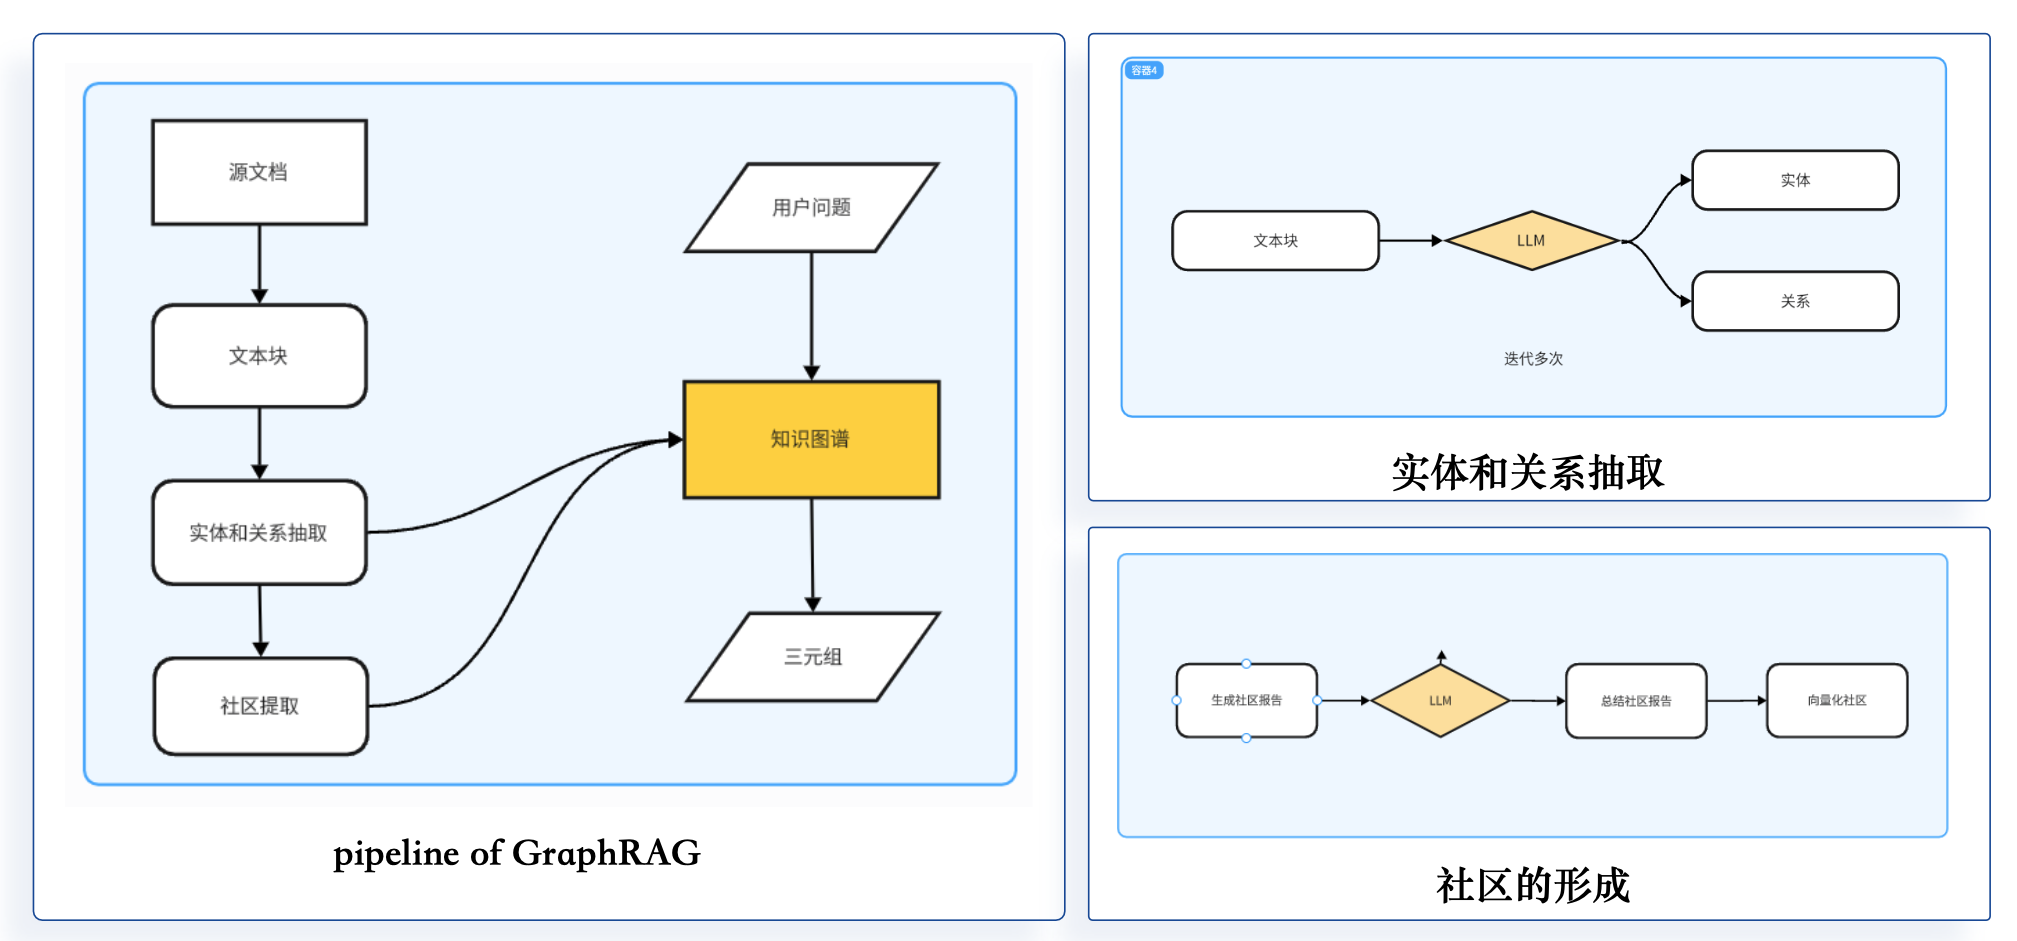 源文档
文本块
实体和关系抽取
社区提取
用户问题
知识图谱
三元组
pipeline of GraphRAG
容器4
文本块
LLM
实体
关系
迭代多次
实体和关系抽取
生成社区报告
LLM
总结社区报告
向量化社区
社区的形成